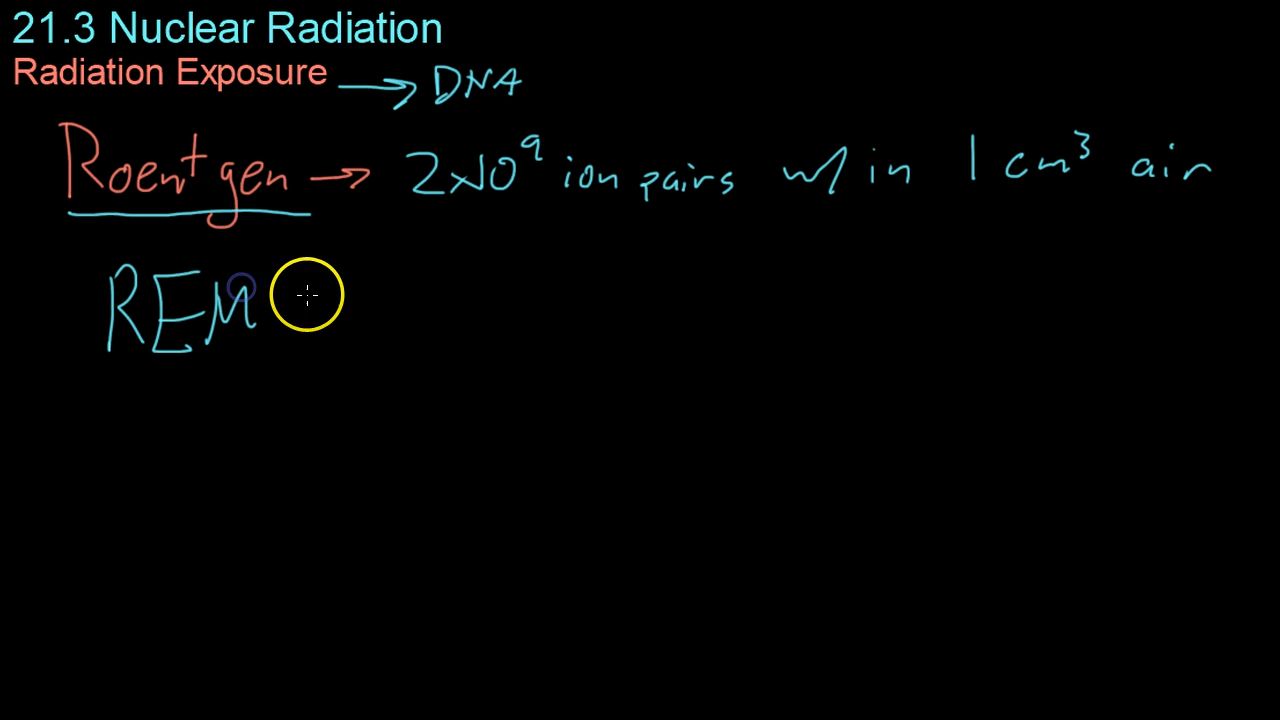 21.3 Nuclear Radiation
Radiation Exposure → DNA
Roentgen → 2x10⁹ ion pairs w/in 1 cm³ air
REM